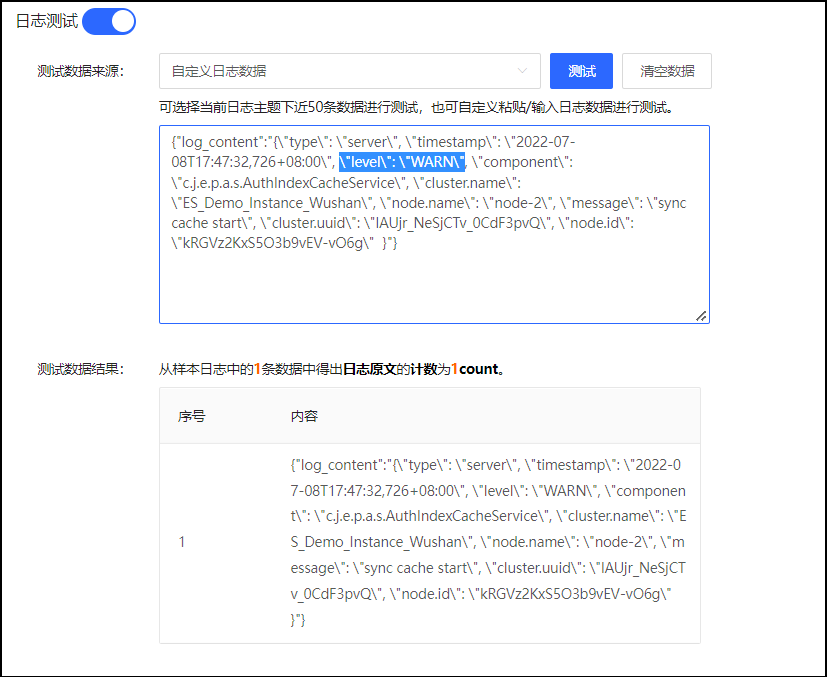 日志测试
测试数据来源: 自定义日志数据 测试 清空数据
可选择当前日志主题下近50条数据进行测试，也可自定义粘贴/输入日志数据进行测试。
{"log_content":"{\"type\": \"server\", \"timestamp\": \"2022-07-
08T17:47:32,726+08:00\", \"level\": \"WARN\", \"component\":
\"c.j.e.p.a.s.AuthIndexCacheService\", \"cluster.name\":
\"ES_Demo_Instance_Wushan\", \"node.name\": \"node-2\", \"message\": \"sync
cache start\", \"cluster.uuid\": \"IAUjr_NeSjCTv_0CdF3pvQ\", \"node.id\":
\"kRGVz2KxS5O3b9vEV-vO6g\"  }"}
测试数据结果: 从样本日志中的1条数据中得出日志原文的计数为1count。
序号 内容
1
{"log_content":"{\"type\": \"server\", \"timestamp\": \"2022-0
7-08T17:47:32,726+08:00\", \"level\": \"WARN\", \"componen
t\": \"c.j.e.p.a.s.AuthIndexCacheService\", \"cluster.name\": \"E
S_Demo_Instance_Wushan\", \"node.name\": \"node-2\", \"m
essage\": \"sync cache start\", \"cluster.uuid\": \"IAUjr_NeSjCT
v_0CdF3pvQ\", \"node.id\": \"kRGVz2KxS5O3b9vEV-vO6g\"
}"}